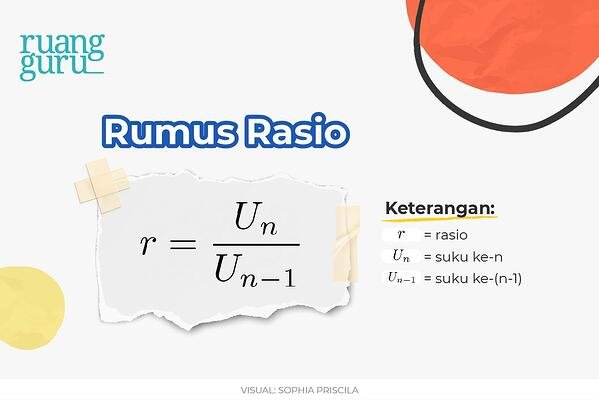 ruang
guru
Rumus Rasio
r = Uₙ / Uₙ₋₁
Keterangan:
r = rasio
Uₙ = suku ke-n
Uₙ₋₁ = suku ke-(n-1)
VISUAL: SOPHIA PRISCILA